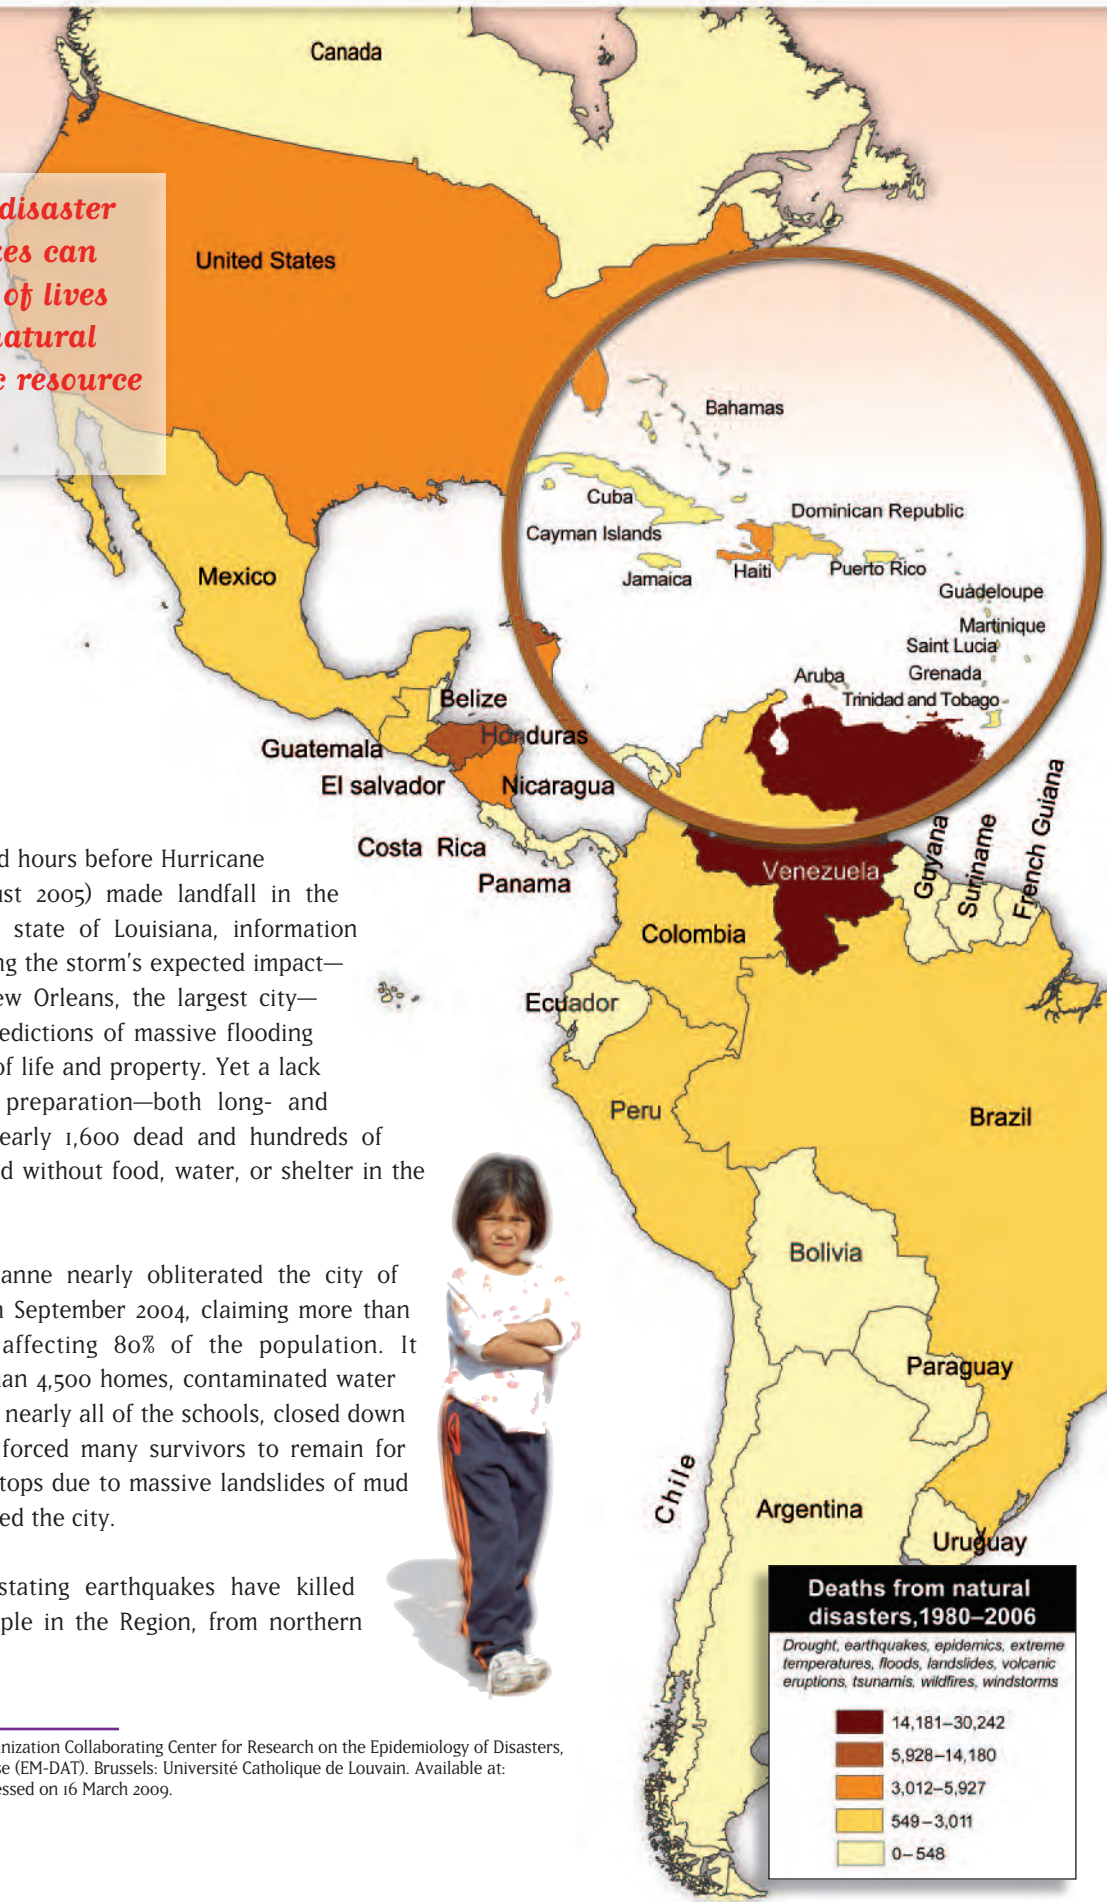 Canada
disaster
es can
United States
of lives
natural
c resource
Bahamas
Cuba
Dominican Republic
Cayman Islands
Mexico
Jamaica
Haiti
Puerto Rico
Guadeloupe
Martinique
Saint Lucia
Aruba
Grenada
Trinidad and Tobago
Belize
Honduras
Guatemala
El salvador
Nicaragua
Costa Rica
Panama
Venezuela
Guyana
Suriname
French Guiana
Colombia
Ecuador
Peru
Brazil
Bolivia
Paraguay
Chile
Argentina
Uruguay
d hours before Hurricane
ust 2005) made landfall in the
state of Louisiana, information
ng the storm's expected impact—
ew Orleans, the largest city—
edictions of massive flooding
of life and property. Yet a lack
preparation—both long- and
early 1,600 dead and hundreds of
d without food, water, or shelter in the
anne nearly obliterated the city of
n September 2004, claiming more than
affecting 80% of the population. It
an 4,500 homes, contaminated water
nearly all of the schools, closed down
forced many survivors to remain for
tops due to massive landslides of mud
ed the city.
stating earthquakes have killed
ple in the Region, from northern
nization Collaborating Center for Research on the Epidemiology of Disasters,
se (EM-DAT). Brussels: Université Catholique de Louvain. Available at:
essed on 16 March 2009.
Deaths from natural
disasters,1980–2006
Drought, earthquakes, epidemics, extreme
temperatures, floods, landslides, volcanic
eruptions, tsunamis, wildfires, windstorms
14,181–30,242
5,928–14,180
3,012–5,927
549–3,011
0–548